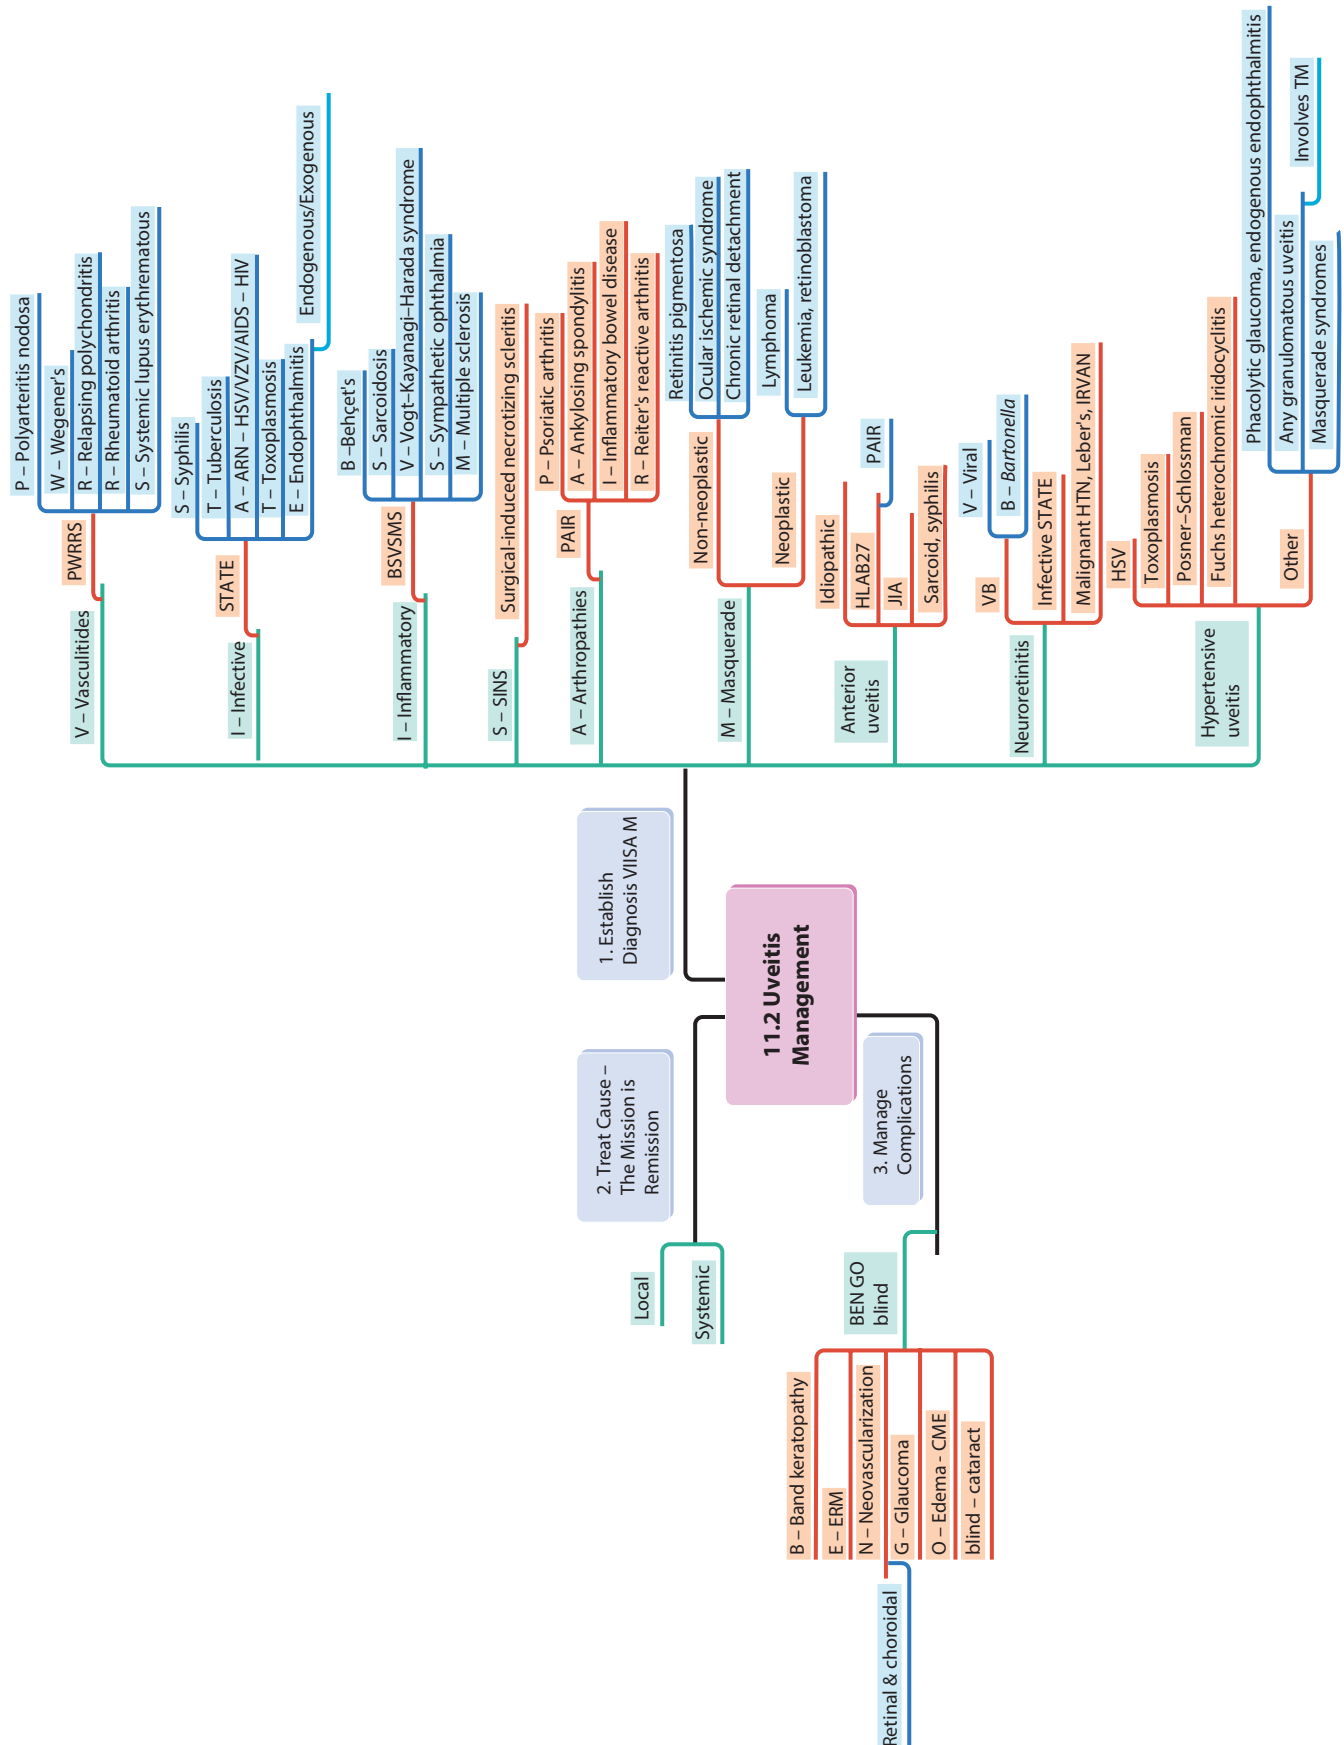 11.2 Uveitis
Management
1. Establish
Diagnosis VIISA M
V – Vasculitides
PWRRS
P – Polyarteritis nodosa
W – Wegener's
R – Relapsing polychondritis
R – Rheumatoid arthritis
S – Systemic lupus erythrematous
I – Infective
STATE
S – Syphilis
T – Tuberculosis
A – ARN – HSV/VZV/AIDS – HIV
T – Toxoplasmosis
E – Endophthalmitis
Endogenous/Exogenous
I – Inflammatory
BSVSMS
B –Behçet's
S – Sarcoidosis
V – Vogt–Kayanagi–Harada syndrome
S – Sympathetic ophthalmia
M – Multiple sclerosis
S – SINS
Surgical-induced necrotizing scleritis
A – Arthropathies
PAIR
P – Psoriatic arthritis
A – Ankylosing spondylitis
I – Inflammatory bowel disease
R – Reiter's reactive arthritis
M – Masquerade
Non-neoplastic
Retinitis pigmentosa
Ocular ischemic syndrome
Chronic retinal detachment
Neoplastic
Lymphoma
Leukemia, retinoblastoma
Anterior
uveitis
Idiopathic
HLAB27
PAIR
JIA
Sarcoid, syphilis
Neuroretinitis
VB
V – Viral
B – Bartonella
Infective STATE
Malignant HTN, Leber's, IRVAN
Hypertensive
uveitis
HSV
Toxoplasmosis
Posner–Schlossman
Fuchs heterochromic iridocyclitis
Other
Phacolytic glaucoma, endogenous endophthalmitis
Any granulomatous uveitis
Involves TM
Masquerade syndromes
2. Treat Cause –
The Mission is
Remission
Local
Systemic
3. Manage
Complications
BEN GO
blind
B – Band keratopathy
E – ERM
N – Neovascularization
Retinal & choroidal
G – Glaucoma
O – Edema - CME
blind – cataract